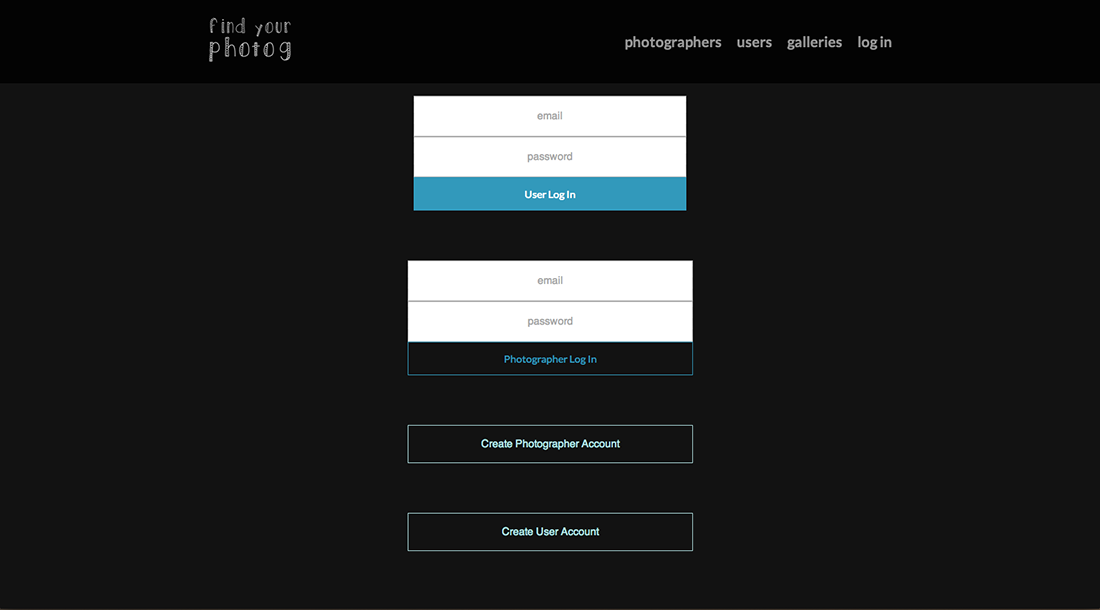 find your
photog
photographers users galleries log in
email
password
User Log In
email
password
Photographer Log In
Create Photographer Account
Create User Account